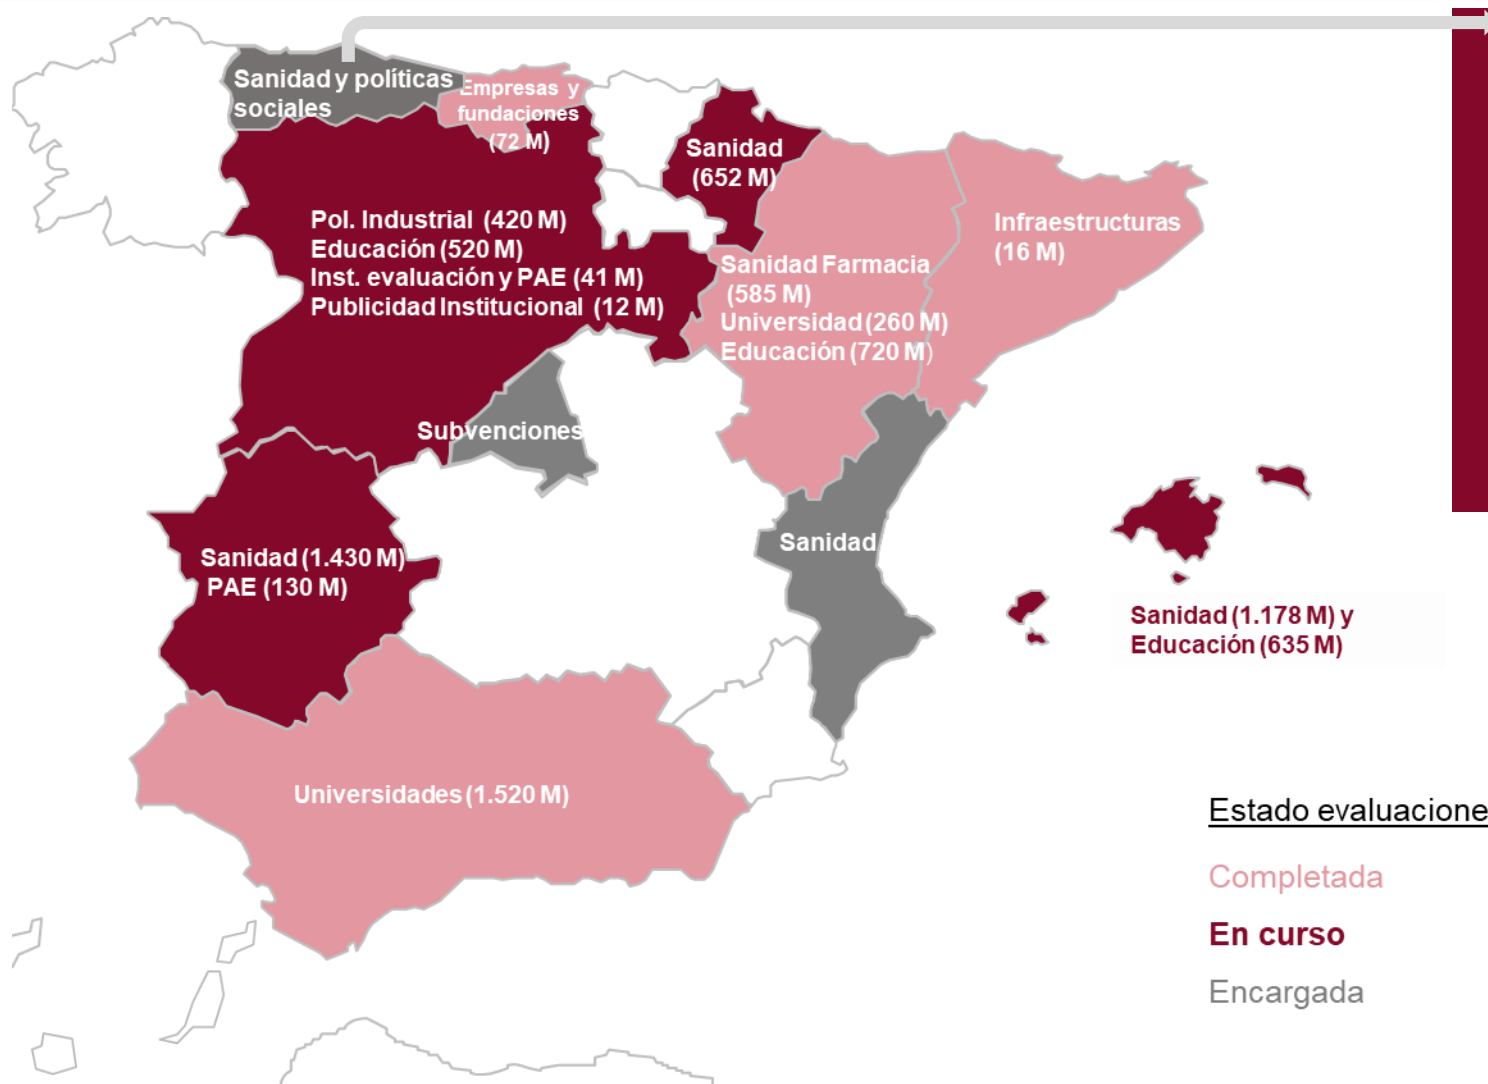 Sanidad y políticas
sociales
Empresas y
fundaciones
(72 M)
Sanidad
(652 M)
Pol. Industrial (420 M)
Educación (520 M)
Inst. evaluación y PAE (41 M)
Publicidad Institucional (12 M)
Infraestructuras
(16 M)
Sanidad Farmacia
(585 M)
Universidad (260 M)
Educación (720 M)
Subvenciones
Sanidad
Sanidad (1.430 M)
PAE (130 M)
Sanidad (1.178 M) y
Educación (635 M)
Universidades (1.520 M)
Estado evaluacione
Completada
En curso
Encargada